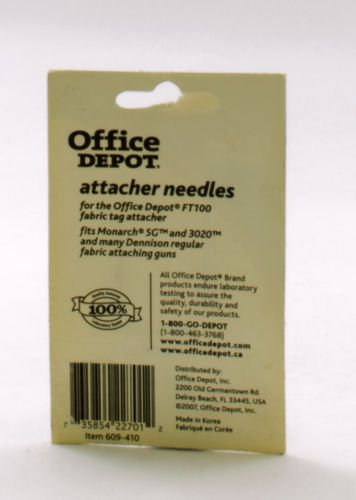 Office
DEPOT®
attacher needles
for the Office Depot® FT100
fabric tag attacher
fits Monarch® SG™ and 3020™
and many Dennison regular
fabric attaching guns
All Office Depot® Brand
products endure laboratory
testing to assure the
quality, durability and
safety of our products.
Quality Assured
100%
Laboratory Tested
1-800-GO-DEPOT
(1-800-463-3768)
www.officedepot.com
www.officedepot.ca
Distributed by:
Office Depot, Inc.
2200 Old Germantown Rd.
Delray Beach, FL 33445, USA
©2007, Office Depot, Inc.
Made in Korea
Fabriqué en Corée
7 35854 22701 2
Item 609-410